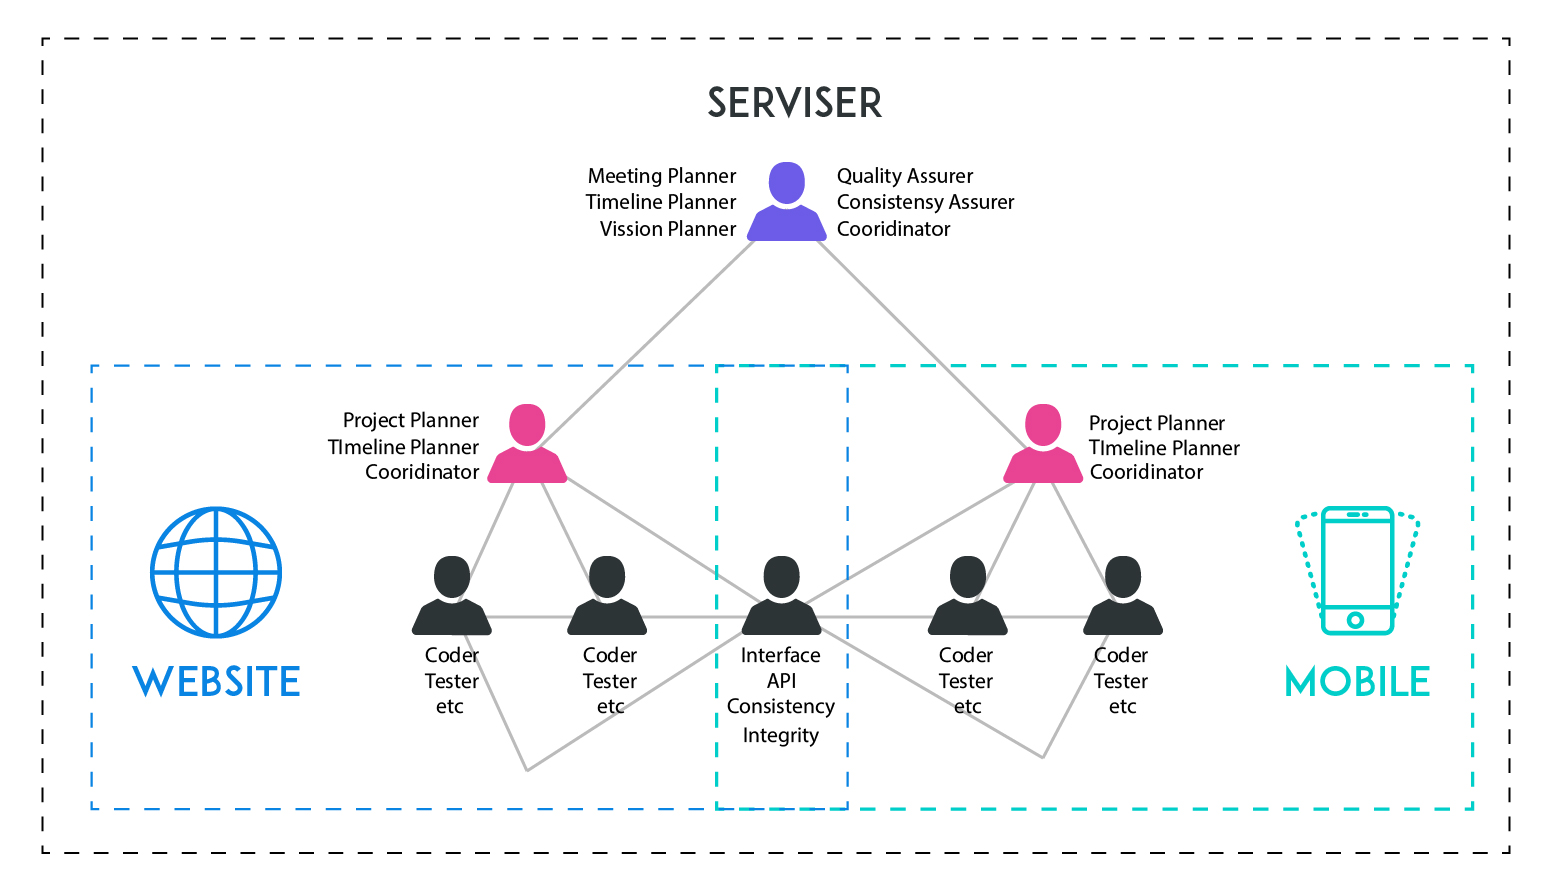 SERVISER
Meeting Planner
Timeline Planner
Vission Planner
Quality Assurer
Consistensy Assurer
Cooridinator
Project Planner
TImeline Planner
Cooridinator
Project Planner
TImeline Planner
Cooridinator
WEBSITE
Coder
Tester
etc
Coder
Tester
etc
Interface
API
Consistency
Integrity
Coder
Tester
etc
Coder
Tester
etc
MOBILE